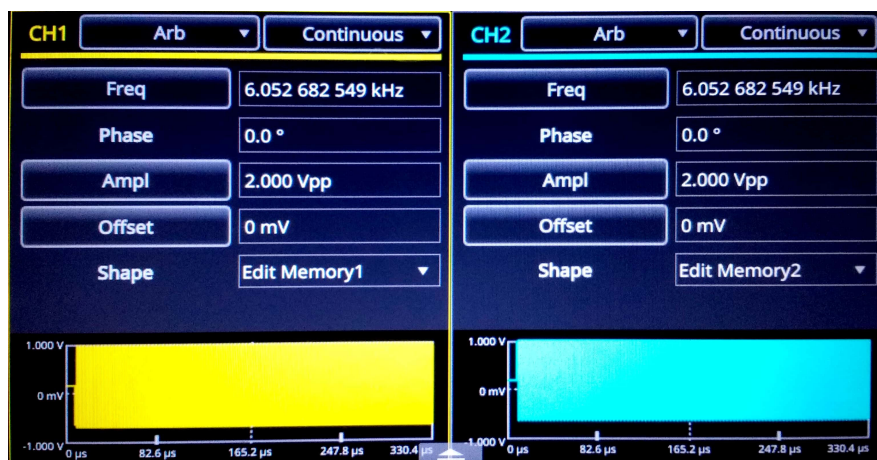 CH1 Arb Continuous
Freq 6.052 682 549 kHz
Phase 0.0 °
Ampl 2.000 Vpp
Offset 0 mV
Shape Edit Memory1
1.000 V
0 mV
-1.000 V
0 µs 82.6 µs 165.2 µs 247.8 µs 330.4 µs
CH2 Arb Continuous
Freq 6.052 682 549 kHz
Phase 0.0 °
Ampl 2.000 Vpp
Offset 0 mV
Shape Edit Memory2
1.000 V
0 mV
-1.000 V
0 µs 82.6 µs 165.2 µs 247.8 µs 330.4 µs